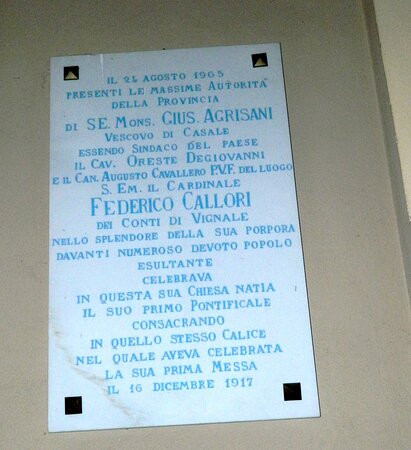 IL 24 AGOSTO 1965
PRESENTI LE MASSIME AUTORITÀ
DELLA PROVINCIA
DI S.E. MONS. GIUS. AGRISANI
VESCOVO DI CASALE
ESSENDO SINDACO DEL PAESE
IL CAV. ORESTE DEGIOVANNI
E IL CAN. AUGUSTO CAVALLERO P.V.F. DEL LUOGO
S. EM. IL CARDINALE
FEDERICO CALLORI
DEI CONTI DI VIGNALE
NELLO SPLENDORE DELLA SUA PORPORA
DAVANTI NUMEROSO DEVOTO POPOLO
ESULTANTE
CELEBRAVA
IN QUESTA SUA CHIESA NATIA
IL SUO PRIMO PONTIFICALE
CONSACRANDO
IN QUELLO STESSO CALICE
NEL QUALE AVEVA CELEBRATA
LA SUA PRIMA MESSA
IL 16 DICEMBRE 1917